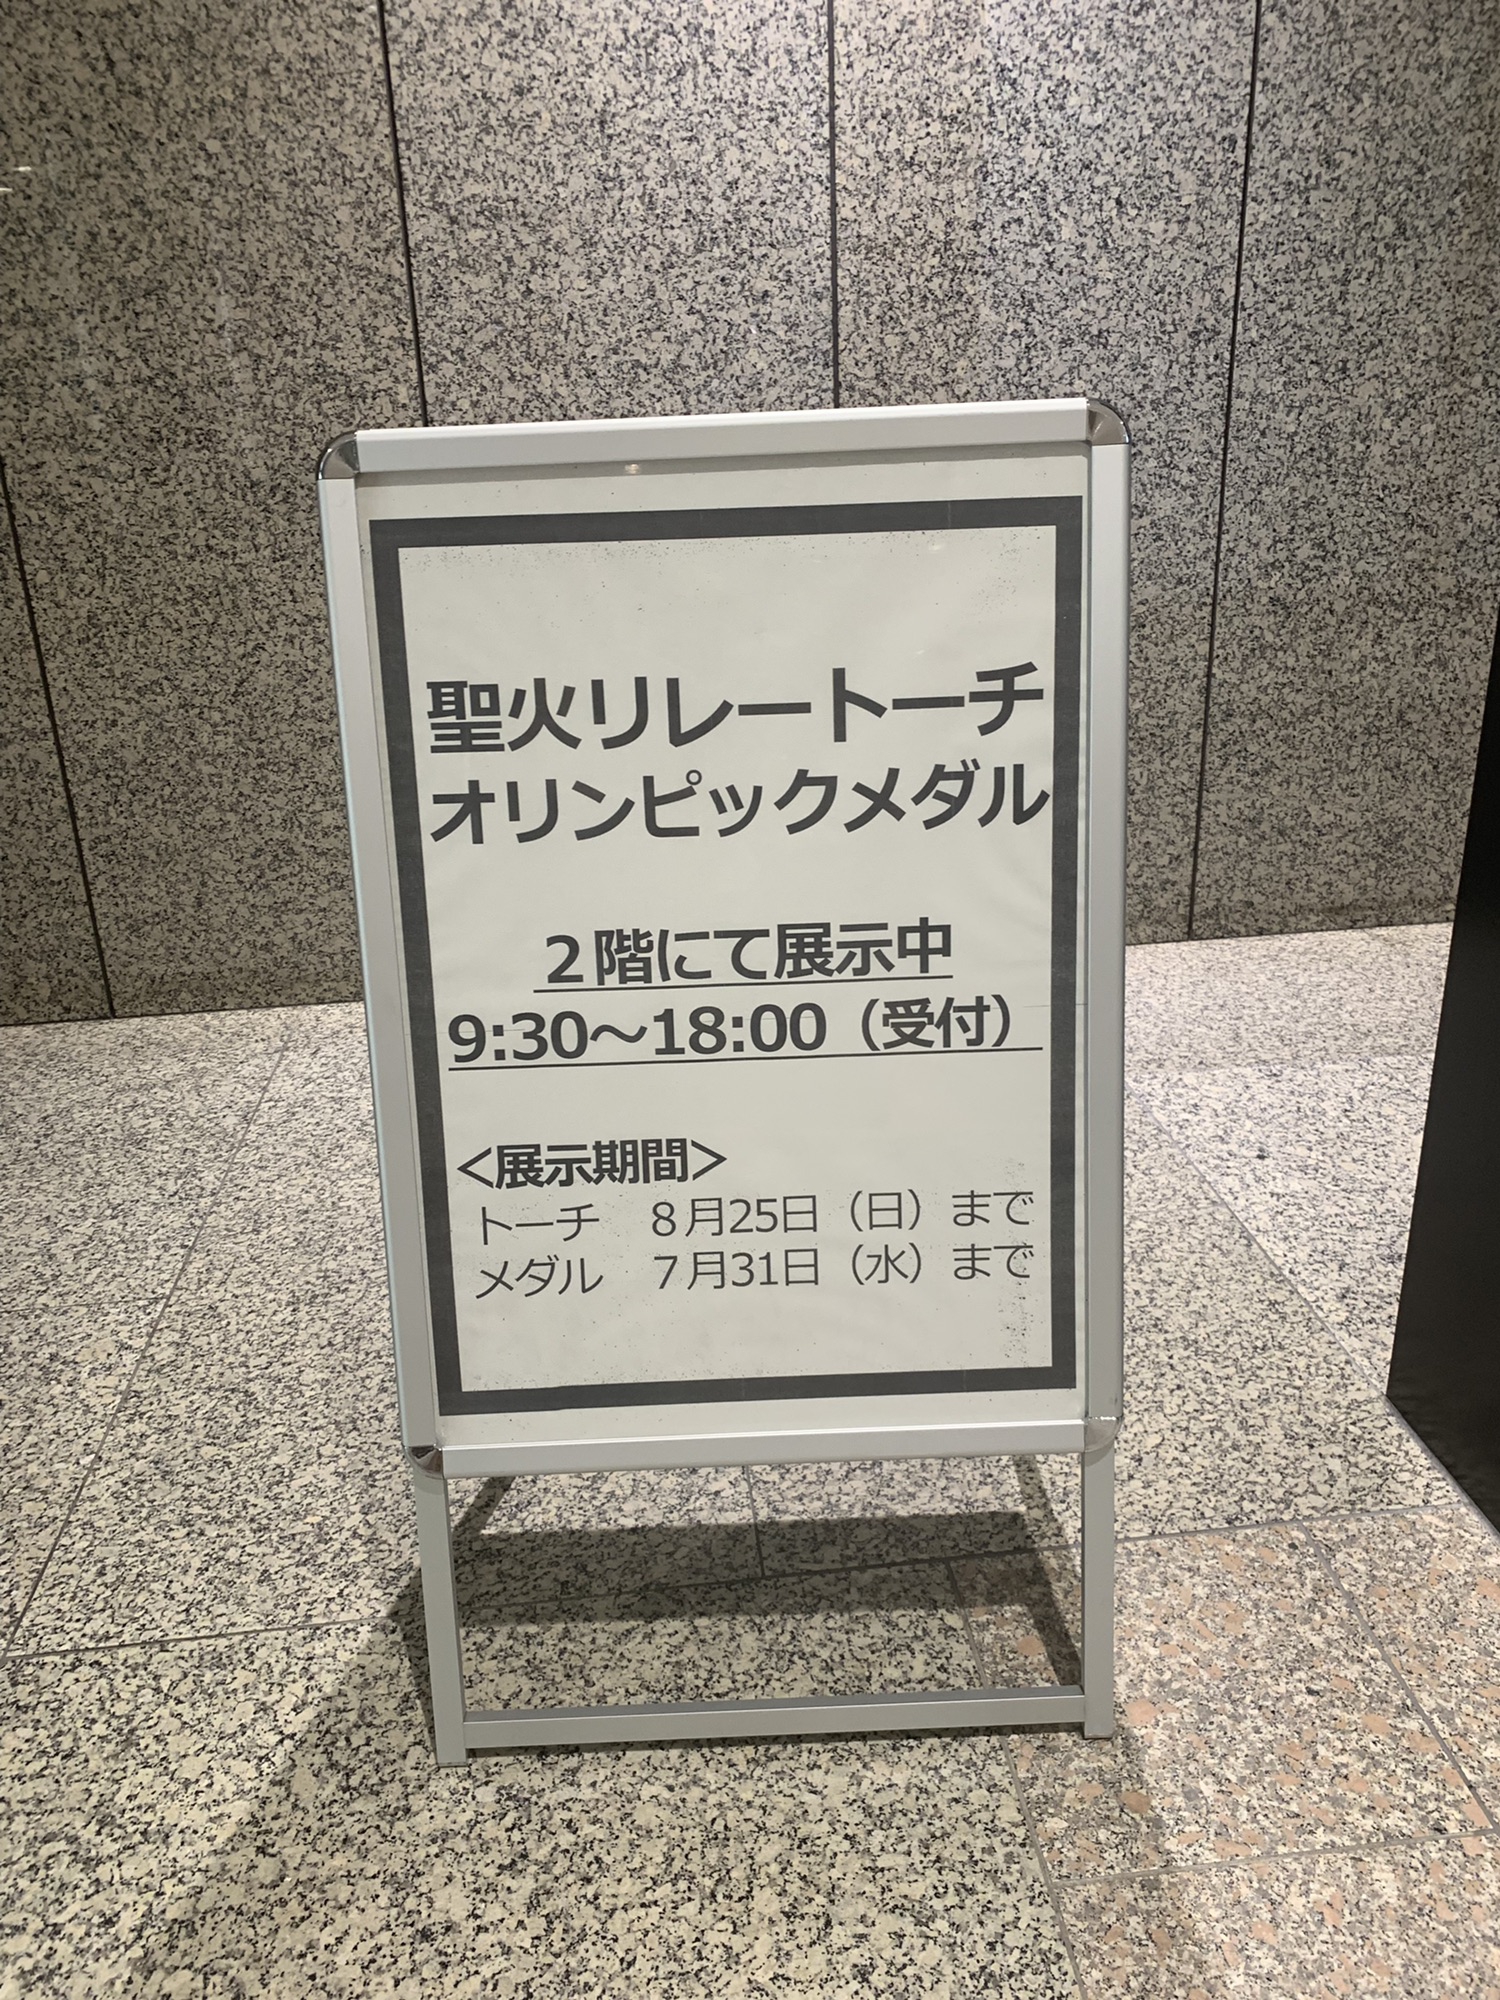 聖火リレートーチ
オリンピックメダル
２階にて展示中
9:30～18:00（受付）
<展示期間>
トーチ　８月25日（日）まで
メダル　７月31日（水）まで